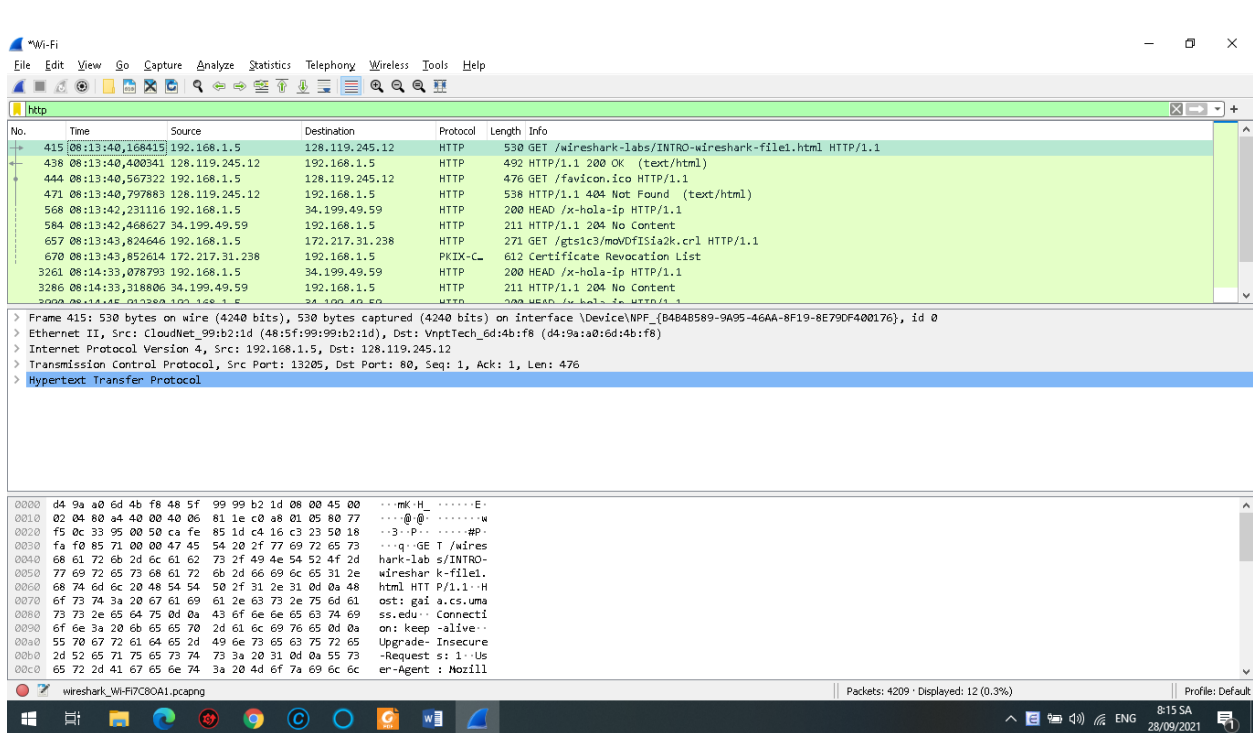 *Wi-Fi
File Edit View Go Capture Analyze Statistics Telephony Wireless Tools Help
http
No. Time Source Destination Protocol Length Info
415 08:13:40,168415 192.168.1.5 128.119.245.12 HTTP 530 GET /wireshark-labs/INTRO-wireshark-file1.html HTTP/1.1
438 08:13:40,400341 128.119.245.12 192.168.1.5 HTTP 492 HTTP/1.1 200 OK (text/html)
444 08:13:40,567322 192.168.1.5 128.119.245.12 HTTP 476 GET /favicon.ico HTTP/1.1
471 08:13:40,797883 128.119.245.12 192.168.1.5 HTTP 538 HTTP/1.1 404 Not Found (text/html)
568 08:13:42,231116 192.168.1.5 34.199.49.59 HTTP 200 HEAD /x-hola-ip HTTP/1.1
584 08:13:42,468627 34.199.49.59 192.168.1.5 HTTP 211 HTTP/1.1 204 No Content
657 08:13:43,824646 192.168.1.5 172.217.31.238 HTTP 271 GET /gts1c3/moVDfISia2k.crl HTTP/1.1
670 08:13:43,852614 172.217.31.238 192.168.1.5 PKIX-C… 612 Certificate Revocation List
3261 08:14:33,078793 192.168.1.5 34.199.49.59 HTTP 200 HEAD /x-hola-ip HTTP/1.1
3286 08:14:33,318806 34.199.49.59 192.168.1.5 HTTP 211 HTTP/1.1 204 No Content
192.168.1.5 34.199.49.59 HTTP 200 HEAD /x-hola-ip HTTP/1.1
> Frame 415: 530 bytes on wire (4240 bits), 530 bytes captured (4240 bits) on interface \Device\NPF_{B4B4B589-9A95-46AA-8F19-8E79DF400176}, id 0
> Ethernet II, Src: CloudNet_99:b2:1d (48:5f:99:99:b2:1d), Dst: VnptTech_6d:4b:f8 (d4:9a:a0:6d:4b:f8)
> Internet Protocol Version 4, Src: 192.168.1.5, Dst: 128.119.245.12
> Transmission Control Protocol, Src Port: 13205, Dst Port: 80, Seq: 1, Ack: 1, Len: 476
> Hypertext Transfer Protocol
0000 d4 9a a0 6d 4b f8 48 5f 99 99 b2 1d 08 00 45 00 ···mK·H_ ······E·
0010 02 04 80 a4 40 00 40 06 81 1e c0 a8 01 05 80 77 ····@·@· ·······w
0020 f5 0c 33 95 00 50 ca fe 85 1d c4 16 c3 23 50 18 ··3··P·· ·····#P·
0030 fa f0 85 71 00 00 47 45 54 20 2f 77 69 72 65 73 ···q··GE T /wires
0040 68 61 72 6b 2d 6c 61 62 73 2f 49 4e 54 52 4f 2d hark-lab s/INTRO-
0050 77 69 72 65 73 68 61 72 6b 2d 66 69 6c 65 31 2e wireshar k-file1.
0060 68 74 6d 6c 20 48 54 54 50 2f 31 2e 31 0d 0a 48 html HTT P/1.1··H
0070 6f 73 74 3a 20 67 61 69 61 2e 63 73 2e 75 6d 61 ost: gai a.cs.uma
0080 73 73 2e 65 64 75 0d 0a 43 6f 6e 6e 65 63 74 69 ss.edu·· Connecti
0090 6f 6e 3a 20 6b 65 65 70 2d 61 6c 69 76 65 0d 0a on: keep -alive··
00a0 55 70 67 72 61 64 65 2d 49 6e 73 65 63 75 72 65 Upgrade- Insecure
00b0 2d 52 65 71 75 65 73 74 73 3a 20 31 0d 0a 55 73 -Request s: 1··Us
00c0 65 72 2d 41 67 65 6e 74 3a 20 4d 6f 7a 69 6c 6c er-Agent : Mozill
wireshark_Wi-Fi7C8OA1.pcapng Packets: 4209 · Displayed: 12 (0.3%) Profile: Default
ENG 8:15 SA
28/09/2021